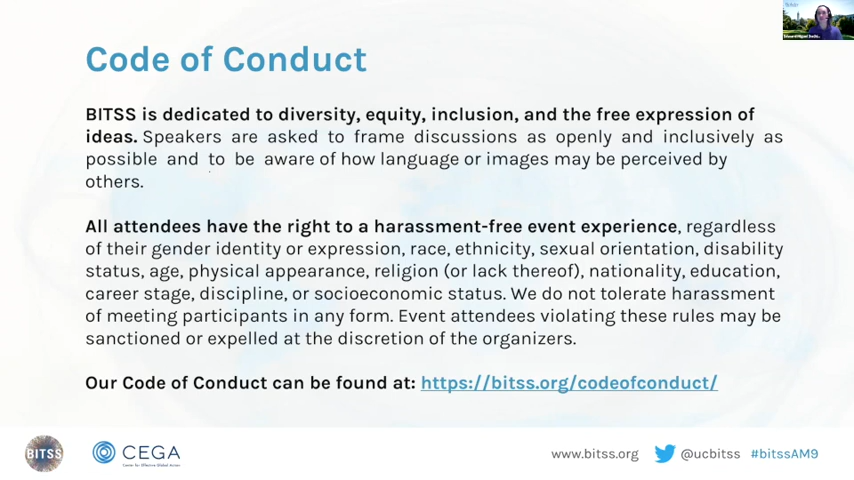 Code of Conduct
BITSS is dedicated to diversity, equity, inclusion, and the free expression of
ideas. Speakers are asked to frame discussions as openly and inclusively as
possible and to be aware of how language or images may be perceived by
others.
All attendees have the right to a harassment-free event experience, regardless
of their gender identity or expression, race, ethnicity, sexual orientation, disability
status, age, physical appearance, religion (or lack thereof), nationality, education,
career stage, discipline, or socioeconomic status. We do not tolerate harassment
of meeting participants in any form. Event attendees violating these rules may be
sanctioned or expelled at the discretion of the organizers.
Our Code of Conduct can be found at: https://bitss.org/codeofconduct/
BITSS
CEGA
Center for Effective Global Action
www.bitss.org
@ucbitss
#bitssAM9